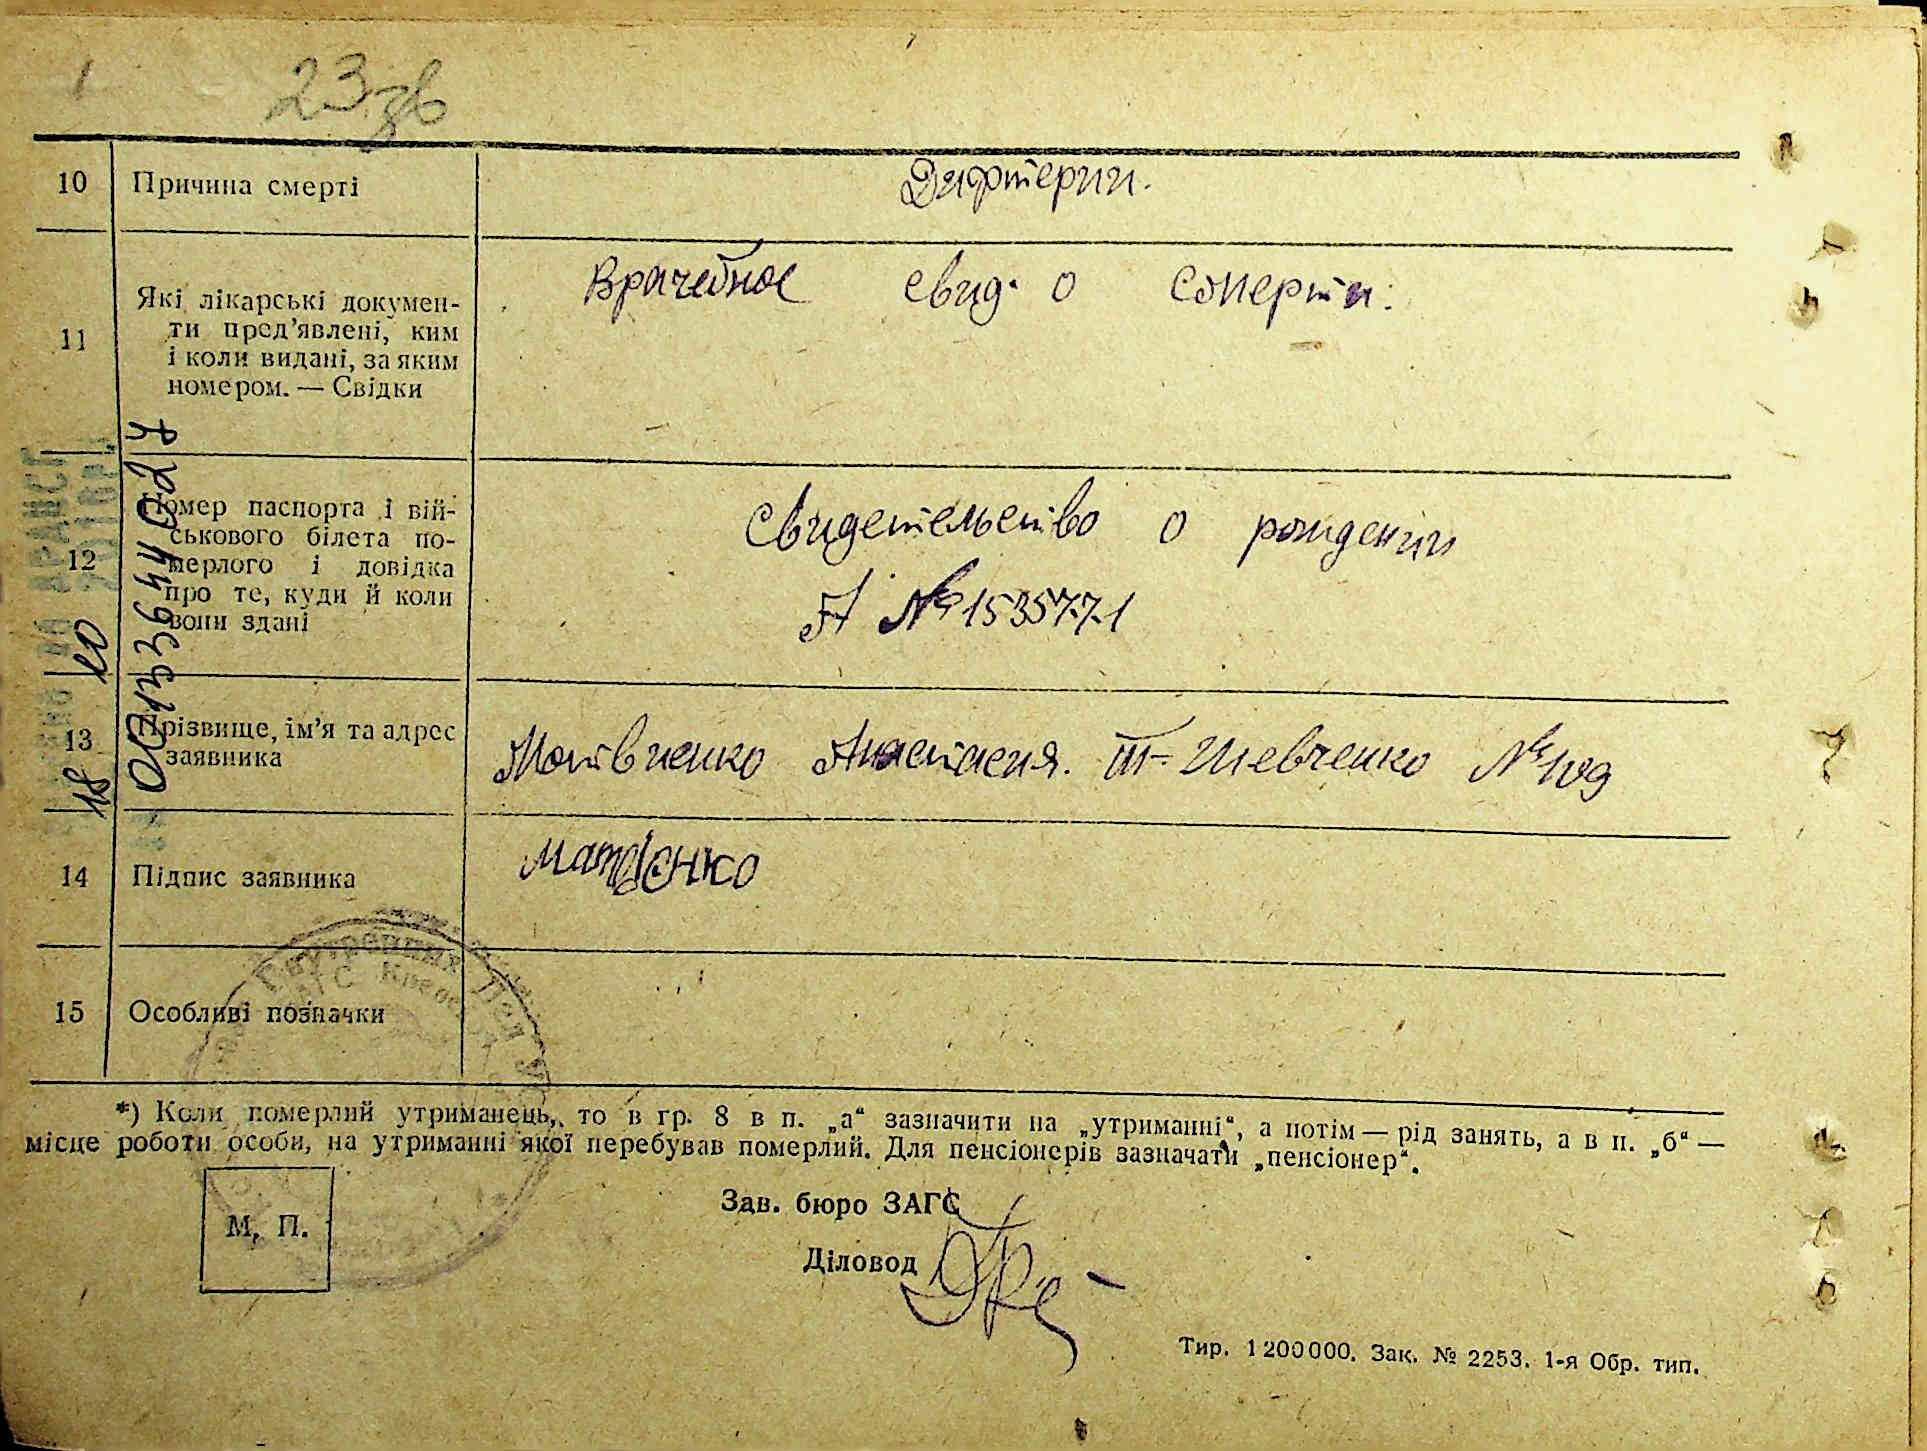 23 зв
10 Причина смерті Дифтерии.
11 Які лікарські докумен-
ти пред’явлені, ким
і коли видані, за яким
номером. — Свідки
Врачебное свид. о смерти.
12 Номер паспорта і вій-
ськового білета по-
мерлого і довідка
про те, куди й коли
вони здані
Свидетельство о рождении
А № 153577-1
13 Прізвище, ім’я та адрес
заявника
Анастасия. Шевченко № 109
14 Підпис заявника
15 Особливі позначки
*) Коли померлий утриманець, то в гр. 8 в п. „а“ зазначити на „утриманні“, а потім — рід занять, а в п. „б“ —
місце роботи особи, на утриманні якої перебував померлий. Для пенсіонерів зазначати „пенсіонер“.
М. П.
Зав. бюро ЗАГС
Діловод
Тир. 1200000. Зак. № 2253. 1-я Обр. тип.